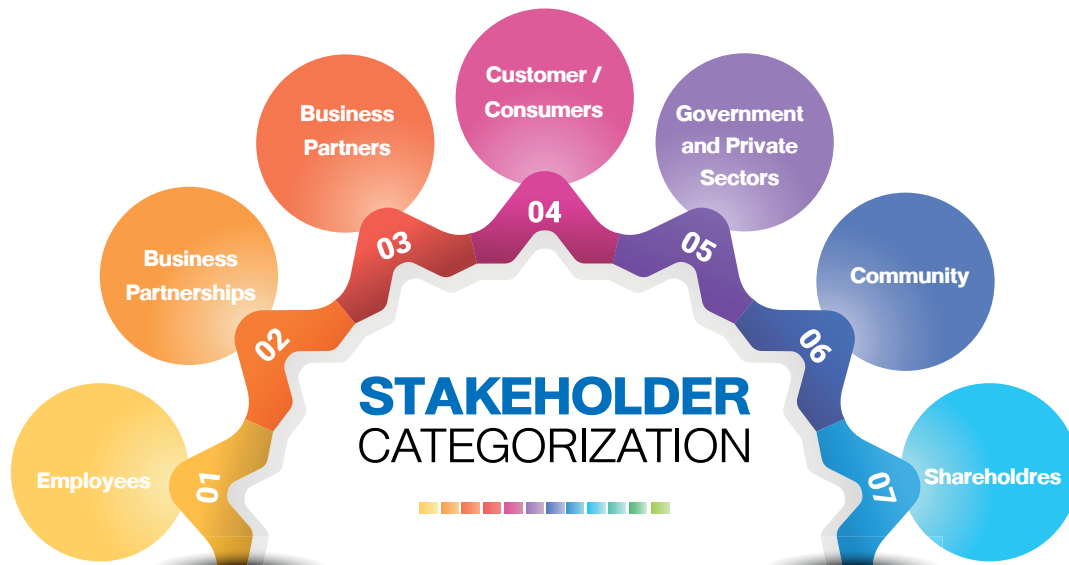 Employees
01
Business
Partnerships
02
Business
Partners
03
Customer /
Consumers
04
Government
and Private
Sectors
05
Community
06
Shareholdres
07
STAKEHOLDER
CATEGORIZATION